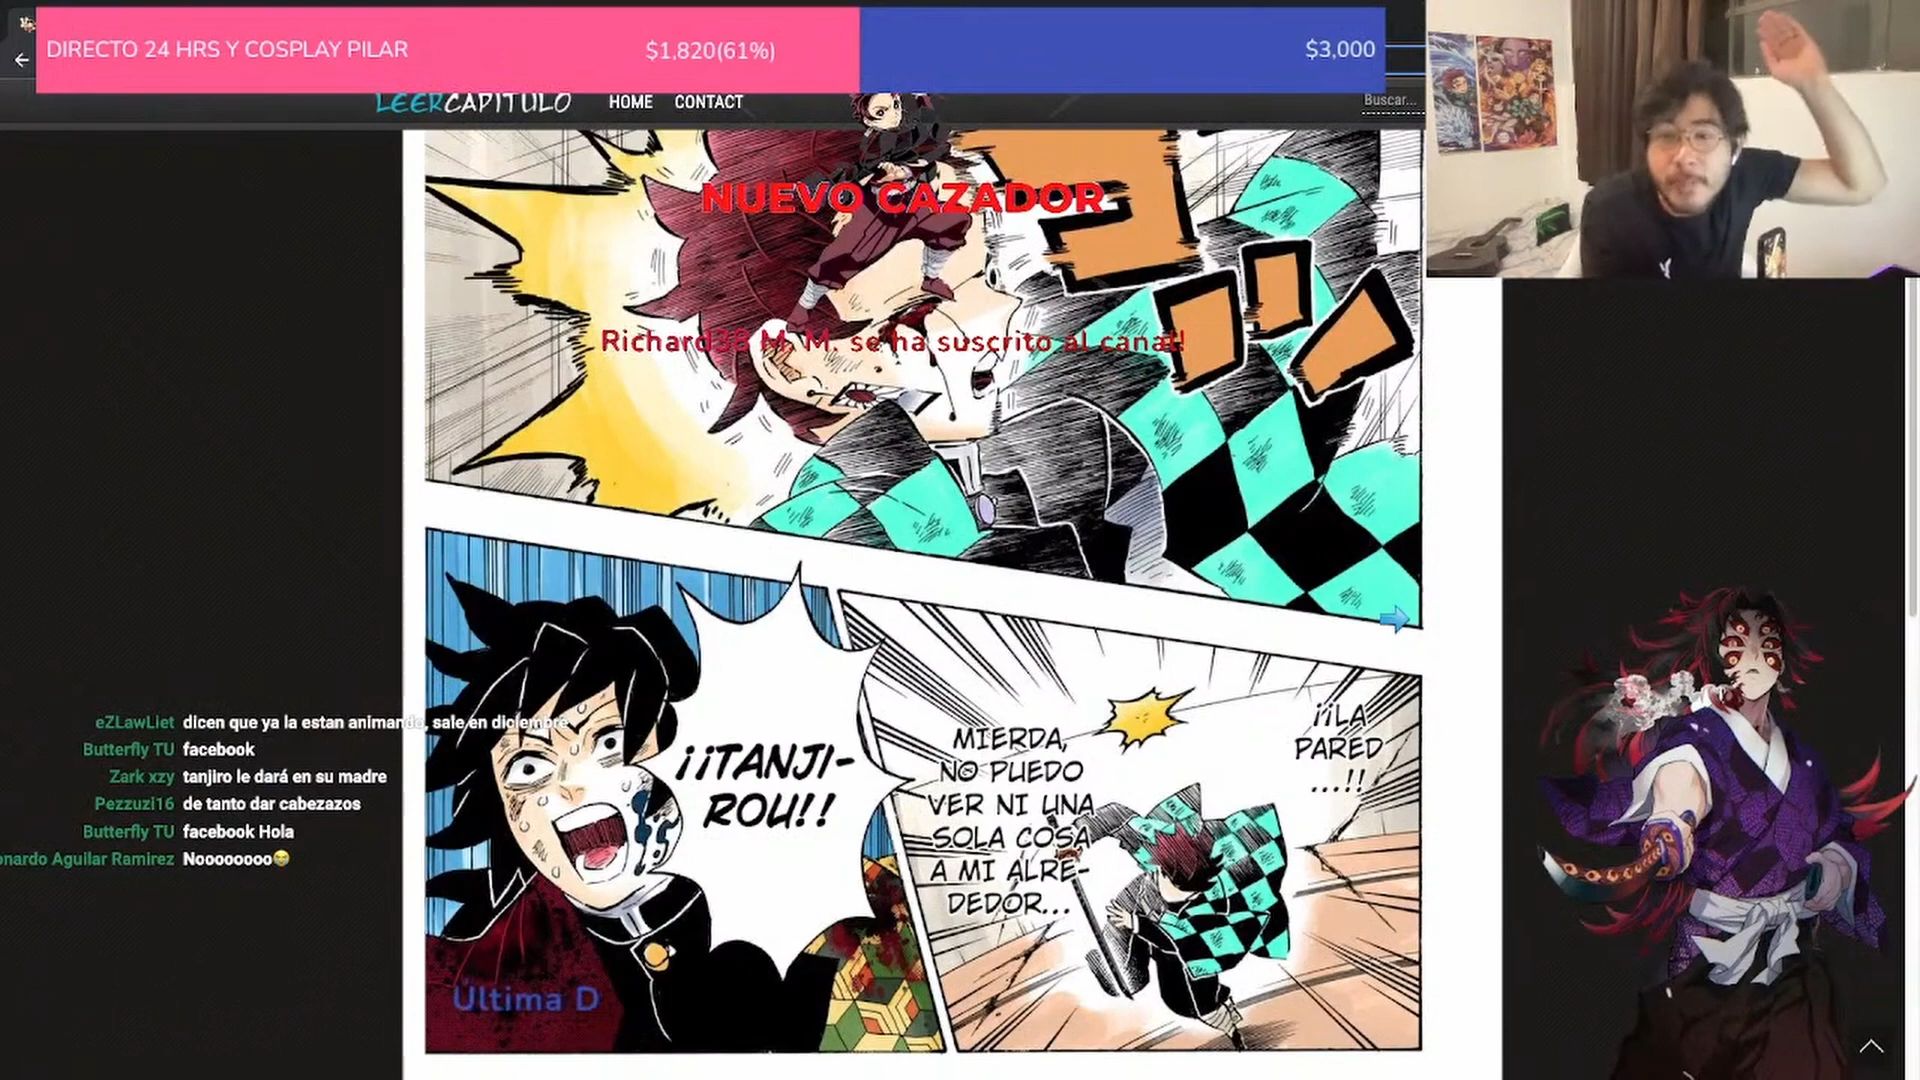 DIRECTO 24 HRS Y COSPLAY PILAR $1,820(61%) $3,000
LEERCAPITULO HOME CONTACT Buscar...
NUEVO CAZADOR
Richard38 M. M. se ha suscrito al canal!
¡¡TANJI-
ROU!!
MIERDA,
NO PUEDO
VER NI UNA
SOLA COSA
A MI ALRE-
DEDOR...
¡¡LA
PARED
...!!
eZLawLiet dicen que ya la estan animando, sale en diciembre
Butterfly TU facebook
Zark xzy tanjiro le dará en su madre
Pezzuzi16 de tanto dar cabezazos
Butterfly TU facebook Hola
onardo Aguilar Ramirez Noooooooo😭
Ultima D